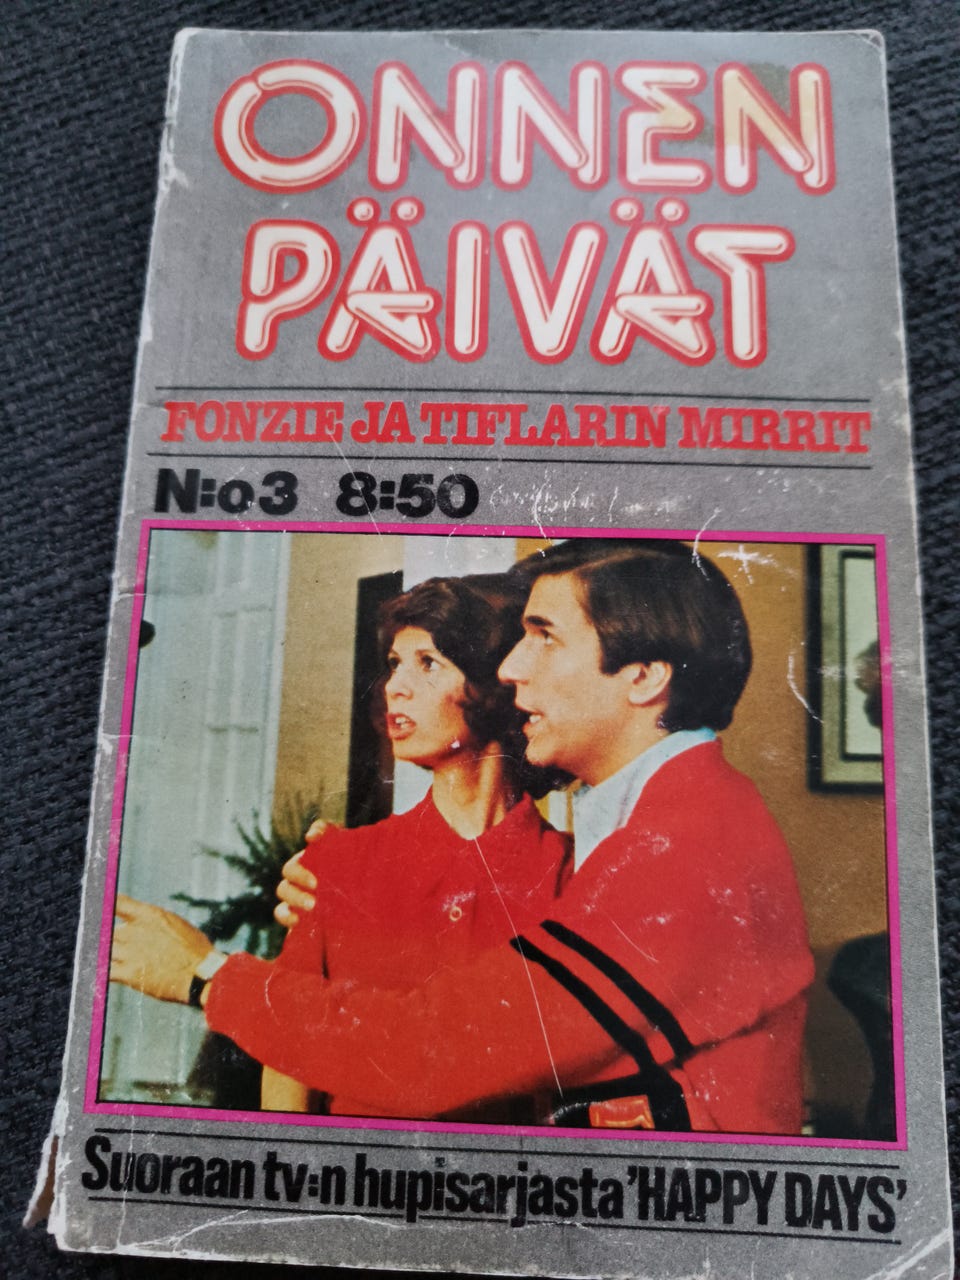 ONNEN
PÄIVÄT
FONZIE JA TIFLARIN MIRRIT
N:o3 8:50
Suoraan tv:n hupisarjasta 'HAPPY DAYS'